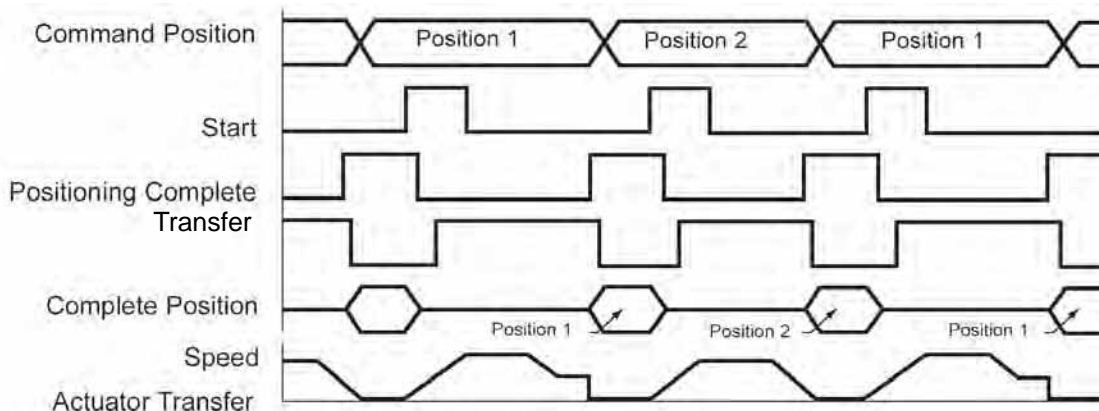 Command Position
Position 1
Position 2
Position 1
Start
Positioning Complete
Transfer
Complete Position
Position 1
Position 2
Position 1
Speed
Actuator Transfer